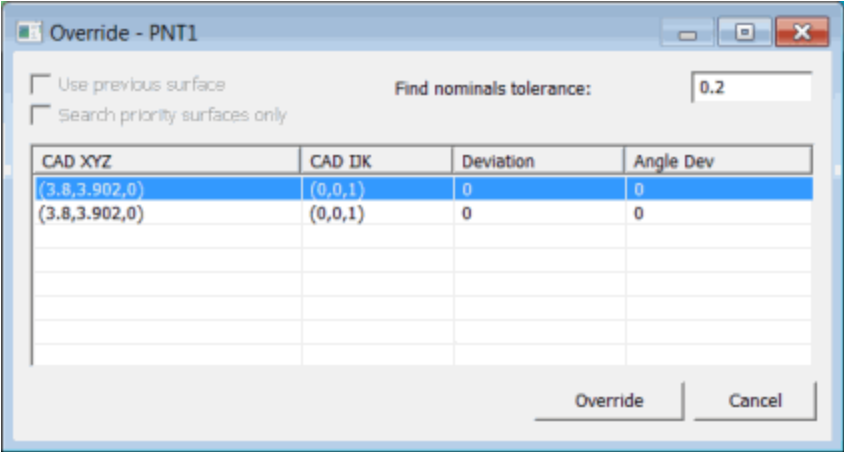 Override - PNT1
Use previous surface
Find nominals tolerance: 0.2
Search priority surfaces only
CAD XYZ CAD IJK Deviation Angle Dev
(3.8,3.902,0) (0,0,1) 0 0
(3.8,3.902,0) (0,0,1) 0 0
Override Cancel